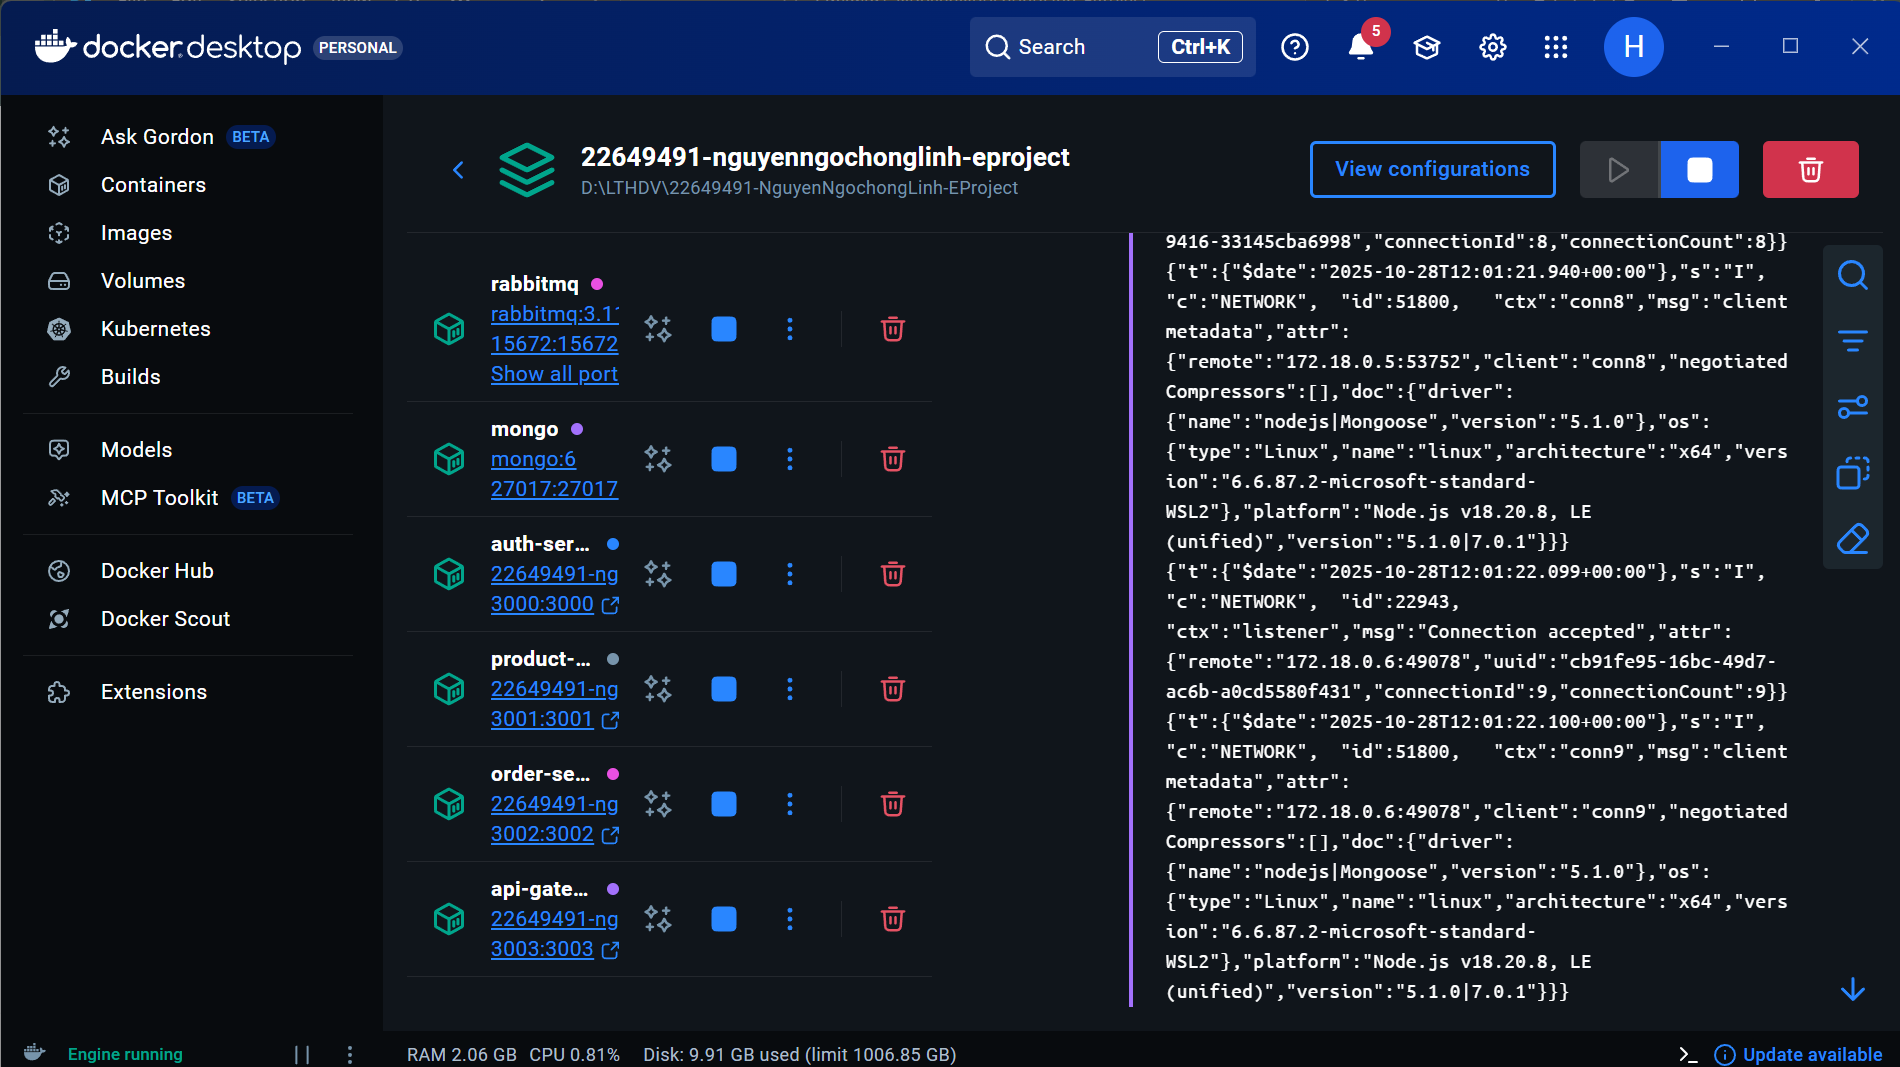 docker desktop PERSONAL
Search Ctrl+K
5
H
Ask Gordon BETA
Containers
Images
Volumes
Kubernetes
Builds
Models
MCP Toolkit BETA
Docker Hub
Docker Scout
Extensions
22649491-nguyenngochonglinh-eproject
D:\LTHDV\22649491-NguyenNgochongLinh-EProject
View configurations
rabbitmq
rabbitmq:3.11
15672:15672
Show all port
mongo
mongo:6
27017:27017
auth-ser...
22649491-ng
3000:3000
product-...
22649491-ng
3001:3001
order-se...
22649491-ng
3002:3002
api-gate...
22649491-ng
3003:3003
9416-33145cba6998","connectionId":8,"connectionCount":8}}
{"t":{"$date":"2025-10-28T12:01:21.940+00:00"},"s":"I",
"c":"NETWORK",  "id":51800,   "ctx":"conn8","msg":"client
metadata","attr":
{"remote":"172.18.0.5:53752","client":"conn8","negotiated
Compressors":[],"doc":{"driver":
{"name":"nodejs|Mongoose","version":"5.1.0"},"os":
{"type":"Linux","name":"linux","architecture":"x64","vers
ion":"6.6.87.2-microsoft-standard-
WSL2"},"platform":"Node.js v18.20.8, LE
(unified)","version":"5.1.0|7.0.1"}}}
{"t":{"$date":"2025-10-28T12:01:22.099+00:00"},"s":"I",
"c":"NETWORK",  "id":22943,
"ctx":"listener","msg":"Connection accepted","attr":
{"remote":"172.18.0.6:49078","uuid":"cb91fe95-16bc-49d7-
ac6b-a0cd5580f431","connectionId":9,"connectionCount":9}}
{"t":{"$date":"2025-10-28T12:01:22.100+00:00"},"s":"I",
"c":"NETWORK",  "id":51800,   "ctx":"conn9","msg":"client
metadata","attr":
{"remote":"172.18.0.6:49078","client":"conn9","negotiated
Compressors":[],"doc":{"driver":
{"name":"nodejs|Mongoose","version":"5.1.0"},"os":
{"type":"Linux","name":"linux","architecture":"x64","vers
ion":"6.6.87.2-microsoft-standard-
WSL2"},"platform":"Node.js v18.20.8, LE
(unified)","version":"5.1.0|7.0.1"}}}
Engine running
RAM 2.06 GB CPU 0.81% Disk: 9.91 GB used (limit 1006.85 GB)
Update available